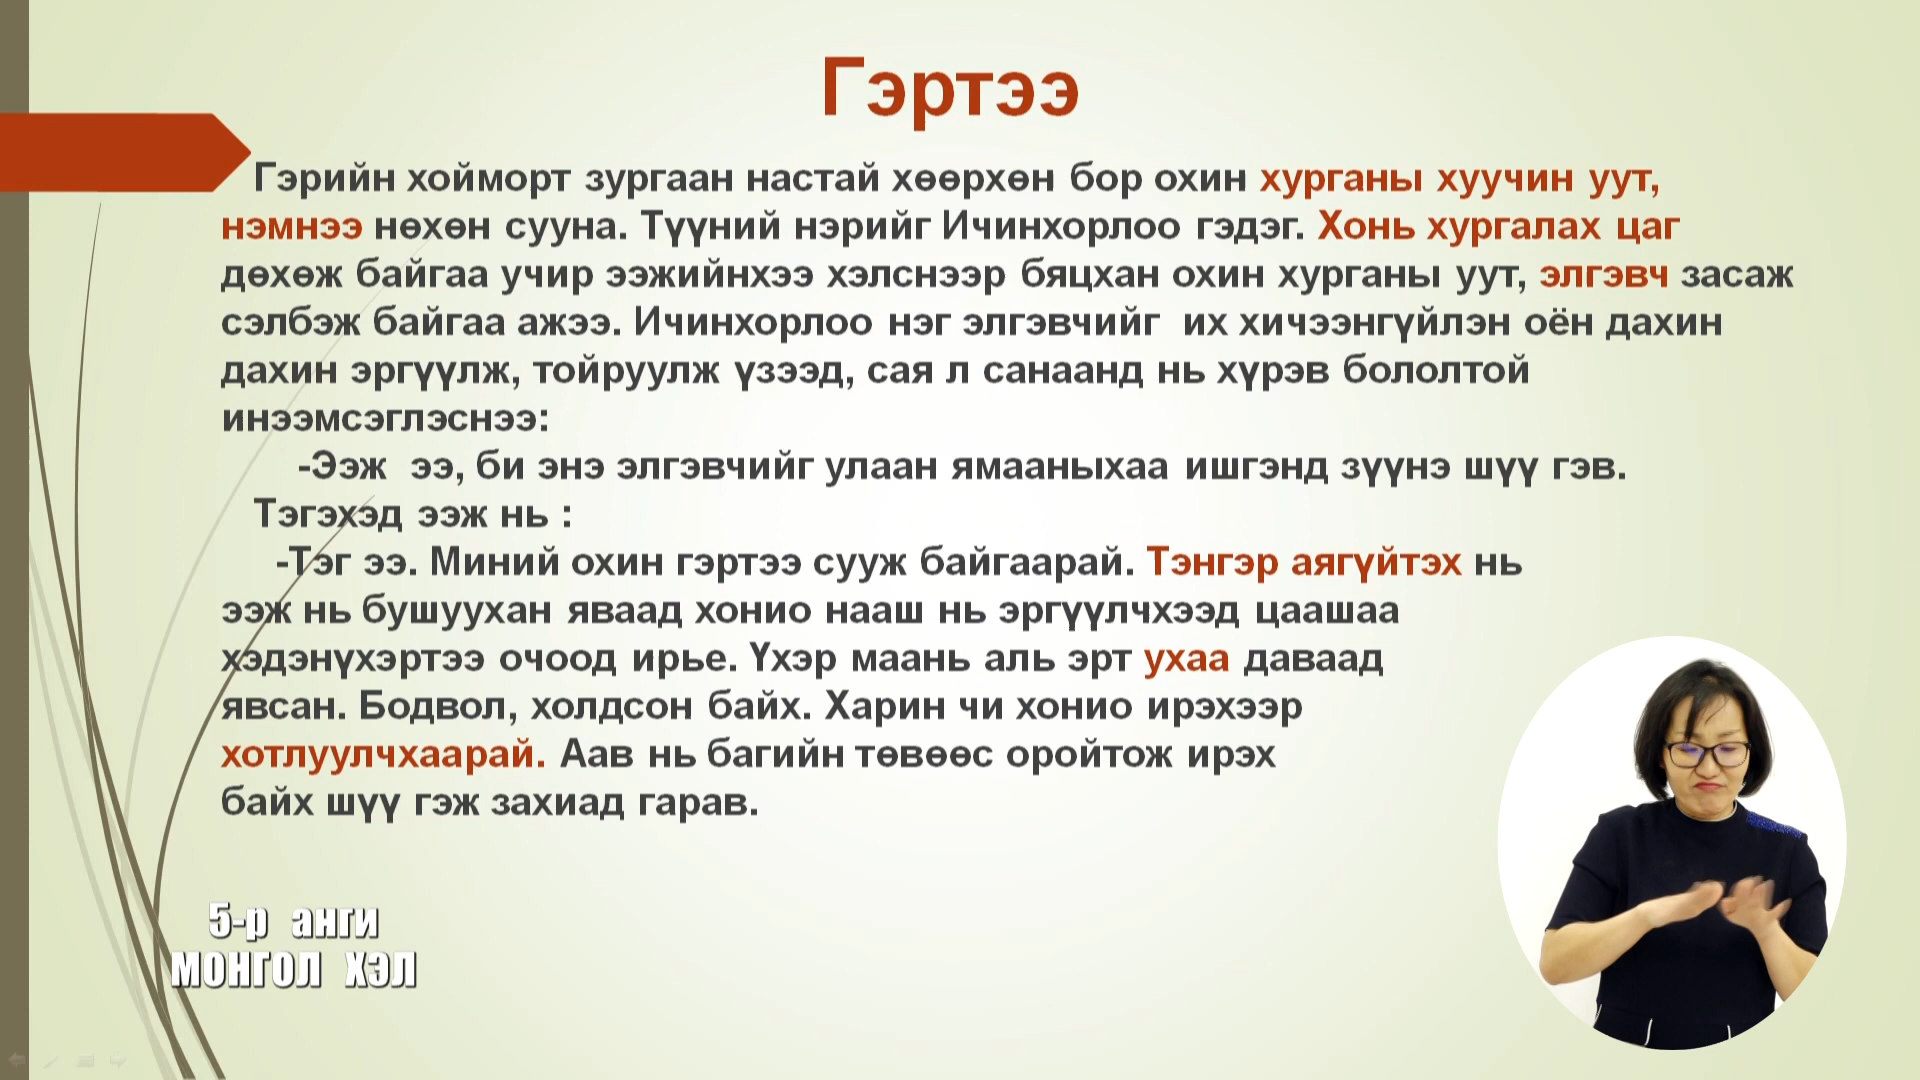 Гэртээ
Гэрийн хойморт зургаан настай хөөрхөн бор охин хурганы хуучин уут,
нэмнээ нөхөн сууна. Түүний нэрийг Ичинхорлоо гэдэг. Хонь хургалах цаг
дөхөж байгаа учир ээжийнхээ хэлснээр бяцхан охин хурганы уут, элгэвч засаж
сэлбэж байгаа ажээ. Ичинхорлоо нэг элгэвчийг их хичээнгүйлэн оён дахин
дахин эргүүлж, тойруулж үзээд, сая л санаанд нь хүрэв бололтой
инээмсэглэснээ:
-Ээж ээ, би энэ элгэвчийг улаан ямааныхаа ишгэнд зүүнэ шүү гэв.
Тэгэхэд ээж нь :
-Тэг ээ. Миний охин гэртээ сууж байгаарай. Тэнгэр аягүйтэх нь
ээж нь бушуухан яваад хонио нааш нь эргүүлчхээд цаашаа
хэдэнүхэртээ очоод ирье. Үхэр маань аль эрт ухаа даваад
явсан. Бодвол, холдсон байх. Харин чи хонио ирэхээр
хотлуулчхаарай. Аав нь багийн төвөөс оройтож ирэх
байх шүү гэж захиад гарав.
5-р анги
МОНГОЛ ХЭЛ